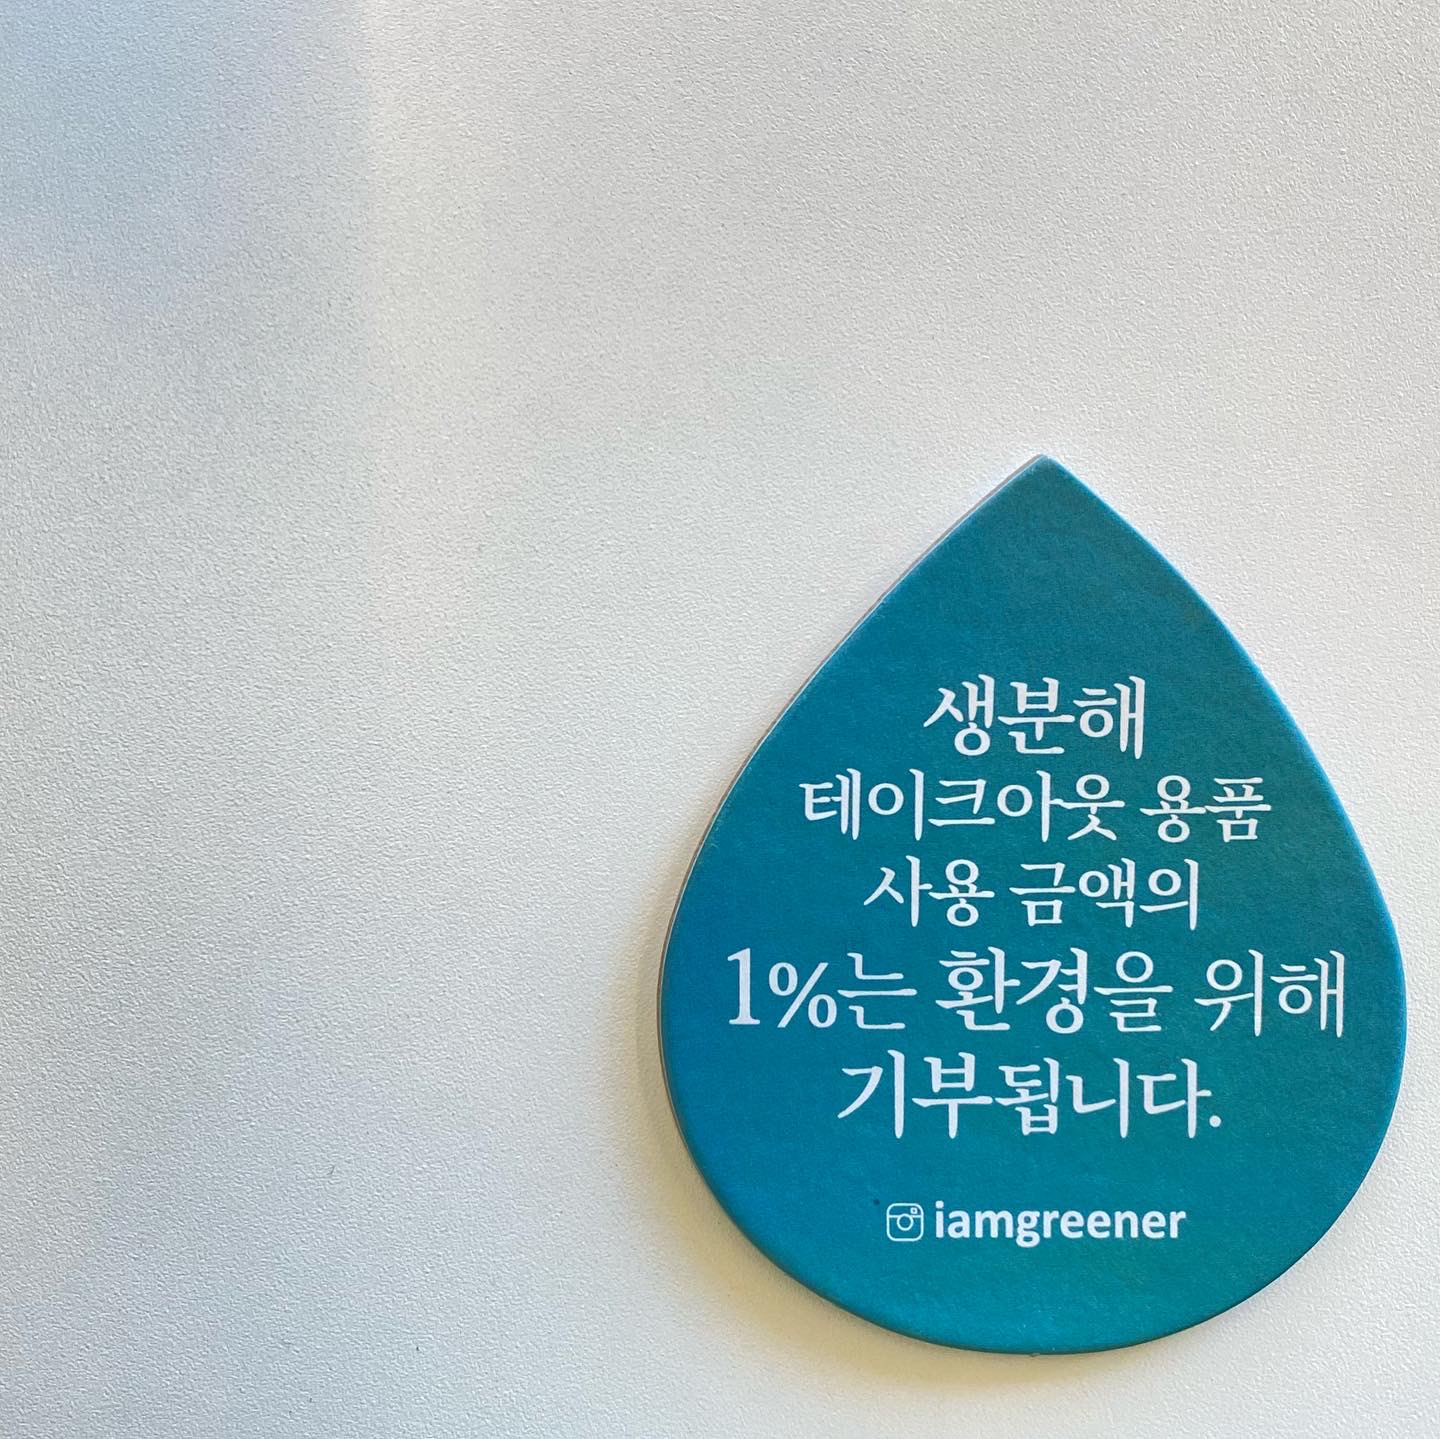 생분해
테이크아웃 용품
사용 금액의
1%는 환경을 위해
기부됩니다.
iamgreener